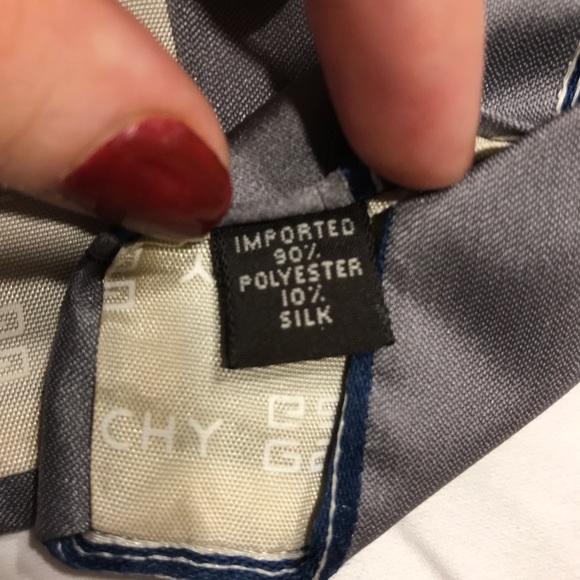 IMPORTED
90%
POLYESTER
10%
SILK
CHY